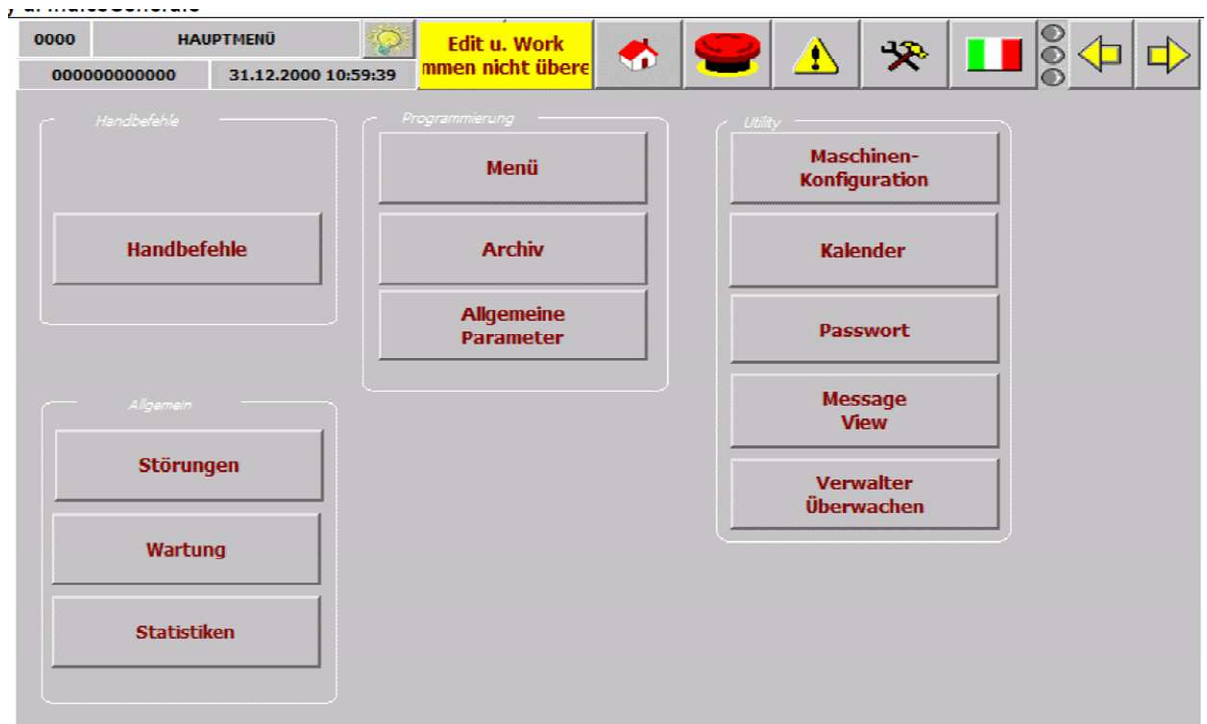 0000
HAUPTMENÜ
000000000000
31.12.2000 10:59:39
Edit u. Work
mmen nicht übere
Handbefehle
Handbefehle
Programmierung
Menü
Archiv
Allgemeine
Parameter
Utility
Maschinen-
Konfiguration
Kalender
Passwort
Message
View
Verwalter
Überwachen
Allgemein
Störungen
Wartung
Statistiken